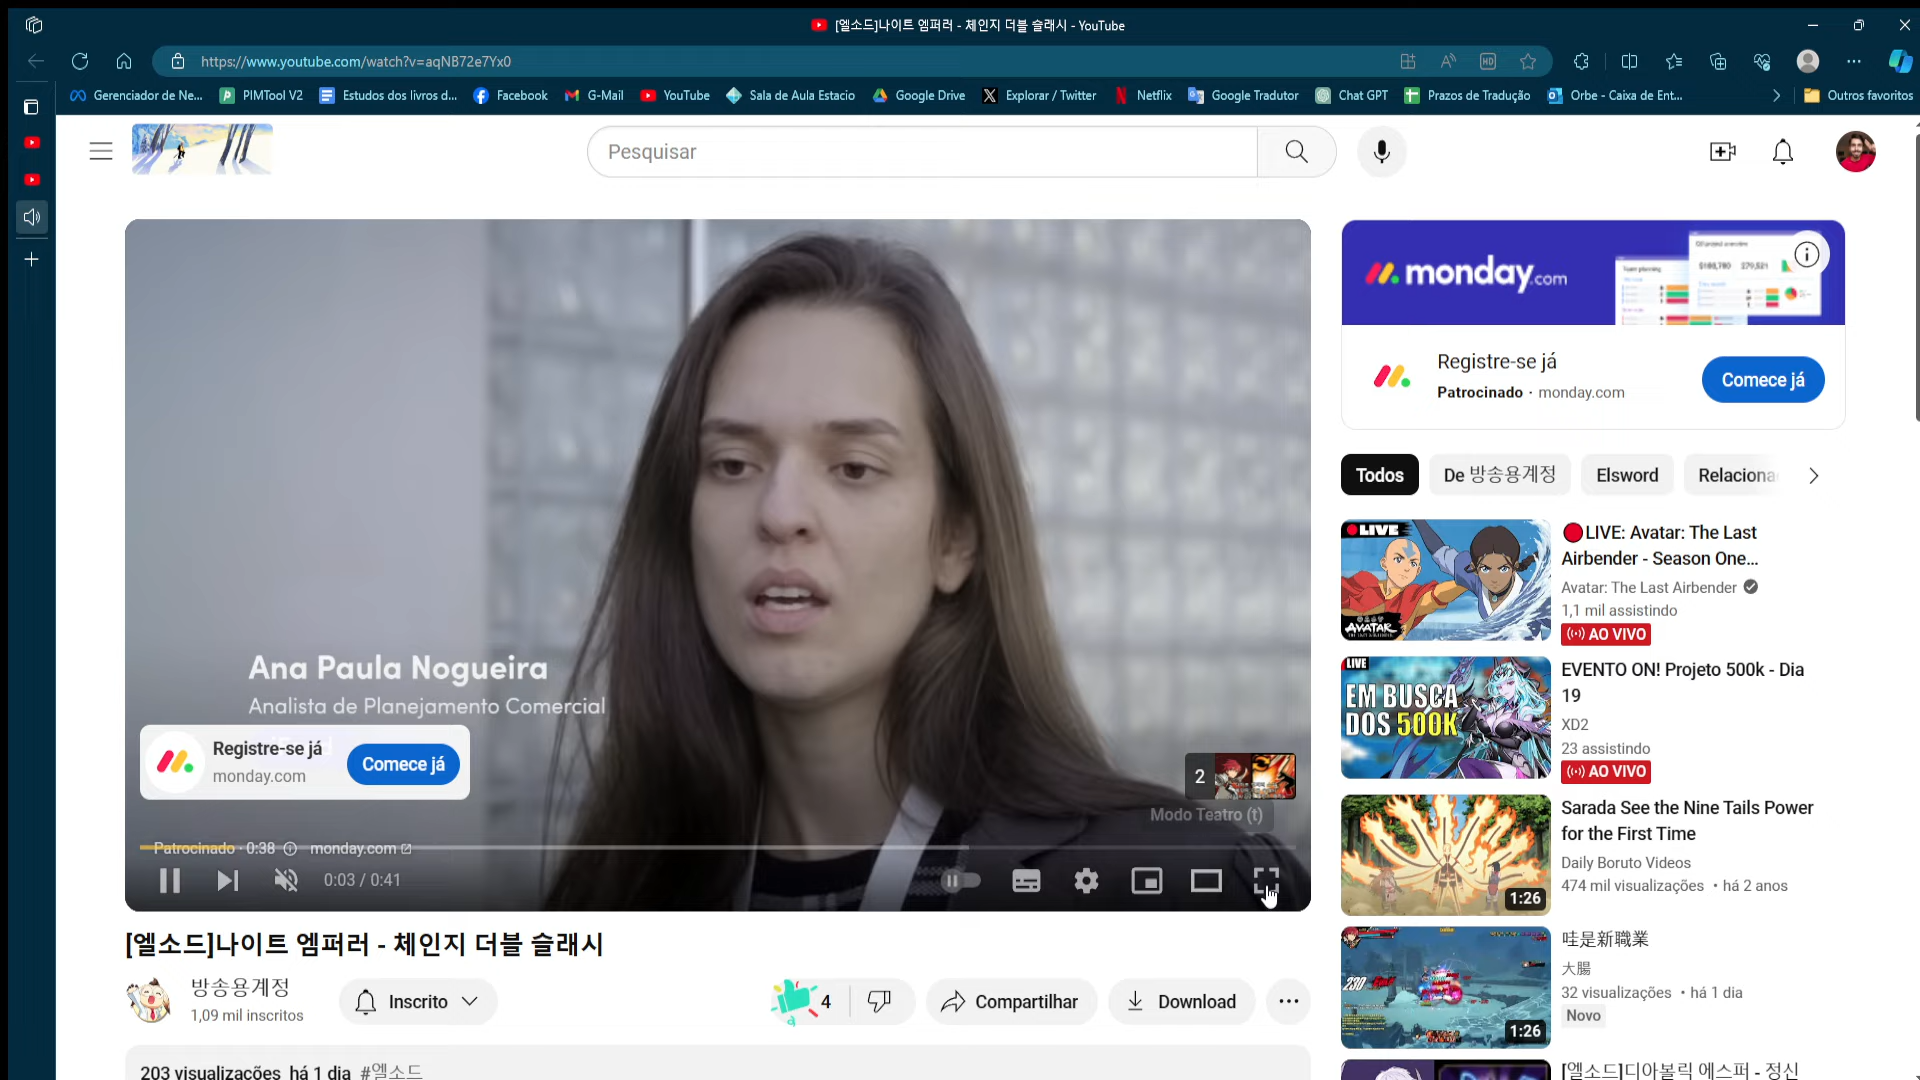 [엘소드]나이트 엠퍼러 - 체인지 더블 슬래시 - YouTube
https://www.youtube.com/watch?v=aqNB72e7Yx0
Gerenciador de Ne... PIMTool V2 Estudos dos livros d... Facebook G-Mail YouTube Sala de Aula Estacio Google Drive Explorar / Twitter Netflix Google Tradutor Chat GPT Prazos de Tradução Orbe - Caixa de Ent... Outros favoritos
Pesquisar
Ana Paula Nogueira
Analista de Planejamento Comercial
Registre-se já
monday.com
Comece já
2
Modo Teatro (t)
Patrocinado · 0:38 monday.com
0:03 / 0:41
[엘소드]나이트 엠퍼러 - 체인지 더블 슬래시
방송용계정
1,09 mil inscritos
Inscrito
4
Compartilhar
Download
203 visualizações há 1 dia #엘소드
monday.com
Registre-se já
Patrocinado · monday.com
Comece já
Todos De 방송용계정 Elsword Relaciona
LIVE
AVATAR
LIVE: Avatar: The Last
Airbender - Season One...
Avatar: The Last Airbender
1,1 mil assistindo
AO VIVO
LIVE
EM BUSCA
DOS 500K
EVENTO ON! Projeto 500k - Dia
19
XD2
23 assistindo
AO VIVO
1:26
Sarada See the Nine Tails Power
for the First Time
Daily Boruto Videos
474 mil visualizações • há 2 anos
230
1:26
哇是新職業
大腸
32 visualizações • há 1 dia
Novo
[엘소드]디아볼릭 에스퍼 - 정신